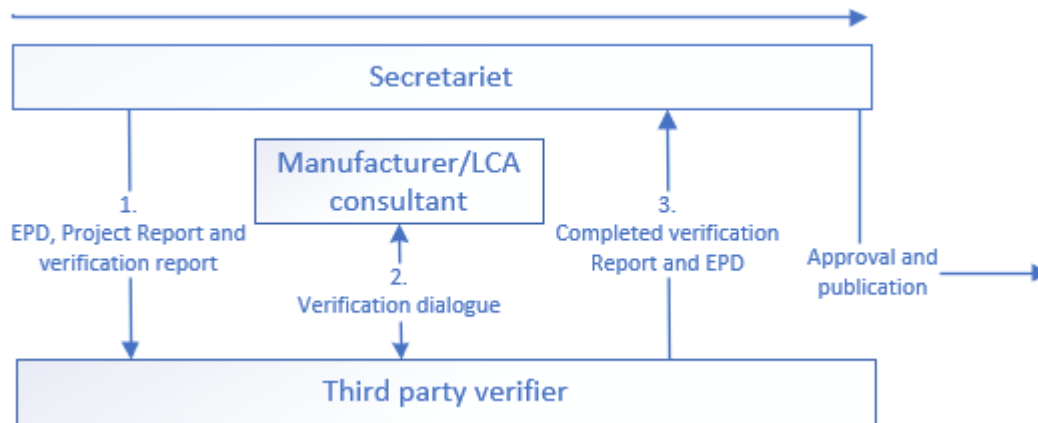 Secretariet
Manufacturer/LCA
consultant
1.
EPD, Project Report and
verification report
2.
Verification dialogue
3.
Completed verification
Report and EPD
Approval and
publication
Third party verifier